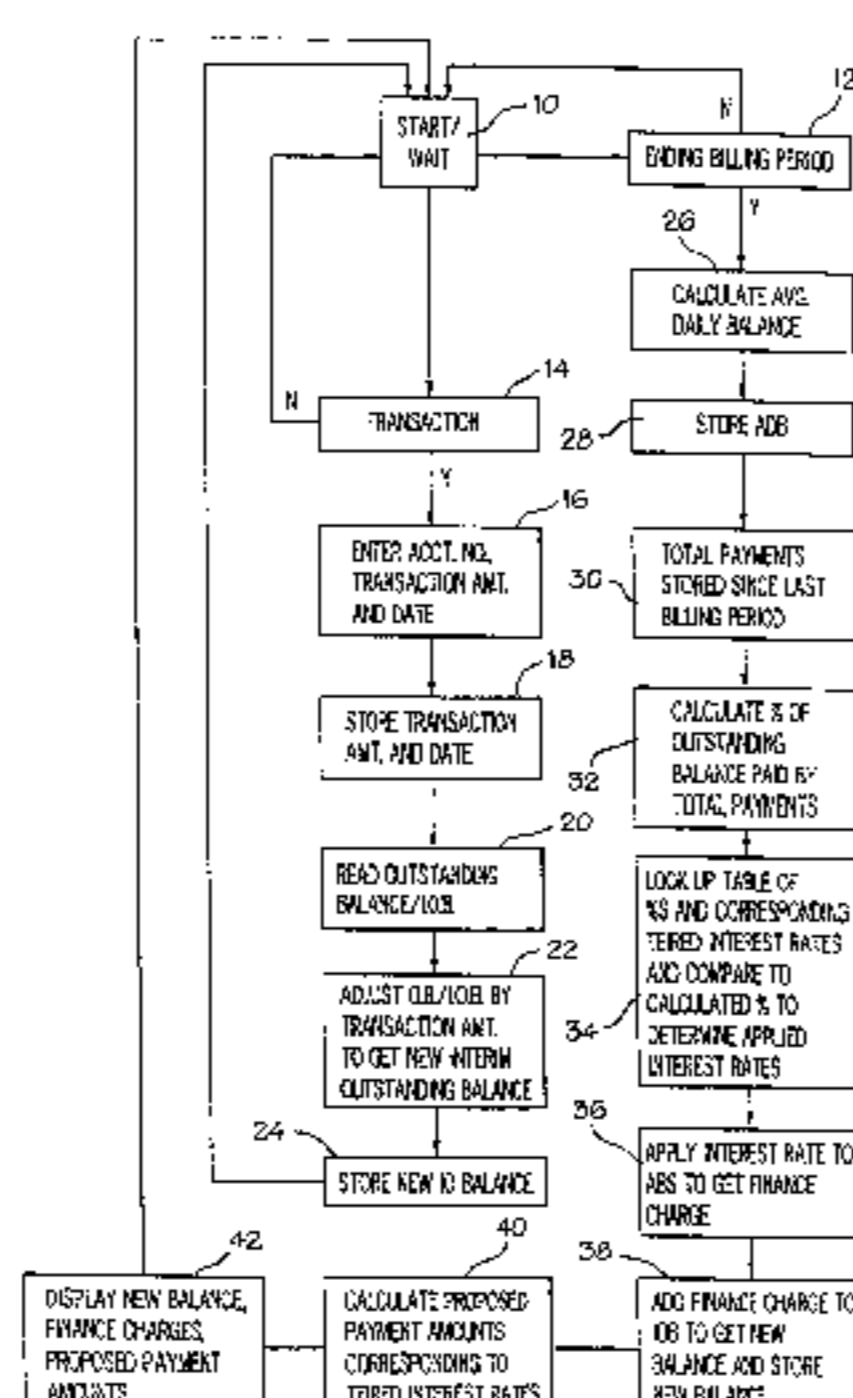 START/
WAIT
10
N
12
ENDING BILLING PERIOD
Y
26
CALCULATE AVG.
DAILY BALANCE
14
N
TRANSACTION
Y
28
STORE ADB
16
ENTER ACCT. NO.,
TRANSACTION AMT.
AND DATE
30
TOTAL PAYMENTS
STORED SINCE LAST
BILLING PERIOD
18
STORE TRANSACTION
AMT. AND DATE
32
CALCULATE % OF
OUTSTANDING
BALANCE PAID BY
TOTAL PAYMENTS
20
READ OUTSTANDING
22
ADJUST BY
TRANSACTION AMT.
TO GET NEW INTERIM
OUTSTANDING BALANCE
34
LOOK UP TABLE OF
%S AND CORRESPONDING
TEIRED INTEREST RATES
AND COMPARE TO
CALCULATED % TO
DETERMINE APPLIED
INTEREST RATES
24
STORE NEW IO BALANCE
36
APPLY INTEREST RATE TO
ABS TO GET FINANCE
CHARGE
42
DISPLAY NEW BALANCE,
FINANCE CHARGES,
PROPOSED PAYMENT
AMOUNTS
40
CALCULATE PROPOSED
PAYMENT AMOUNTS
CORRESPONDING TO
TEIRED INTEREST RATES
38
ADD FINANCE CHARGE TO
IOB TO GET NEW
BALANCE AND STORE
NEW BALANCE